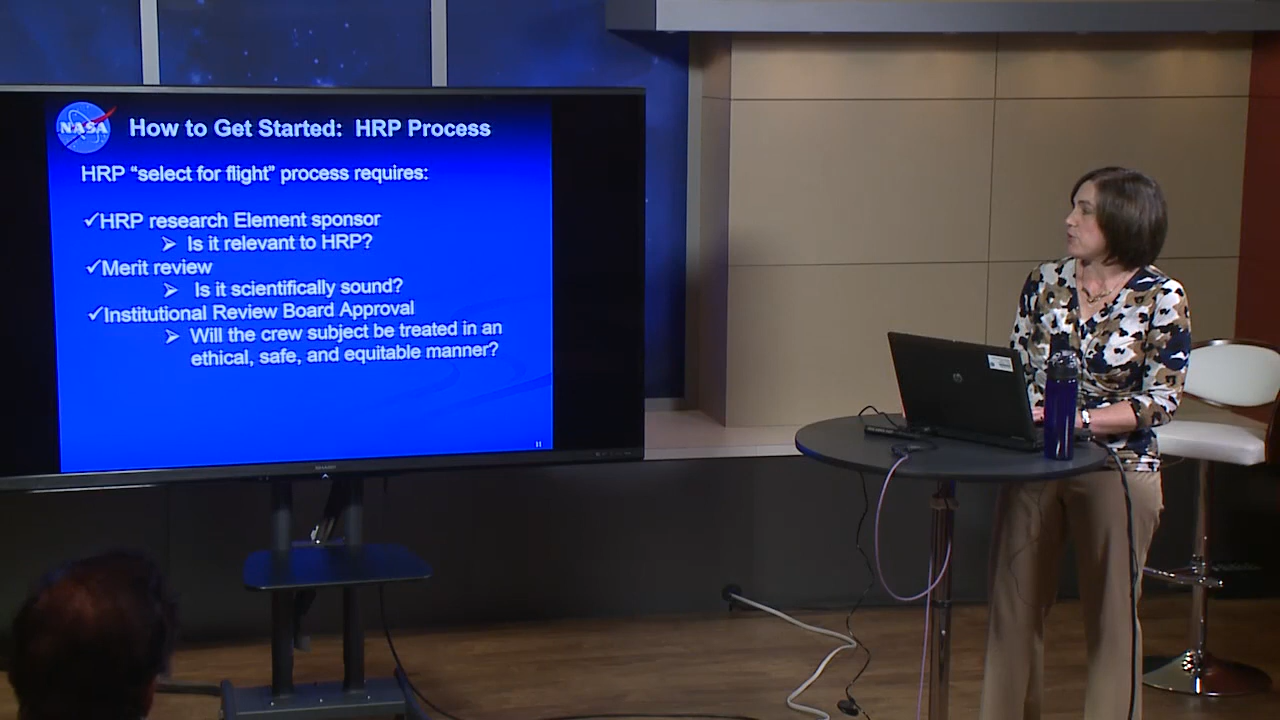 NASA
How to Get Started: HRP Process
HRP “select for flight” process requires:
✓HRP research Element sponsor
➢ Is it relevant to HRP?
✓Merit review
➢ Is it scientifically sound?
✓Institutional Review Board Approval
➢ Will the crew subject be treated in an
ethical, safe, and equitable manner?
11
SHARP
hp